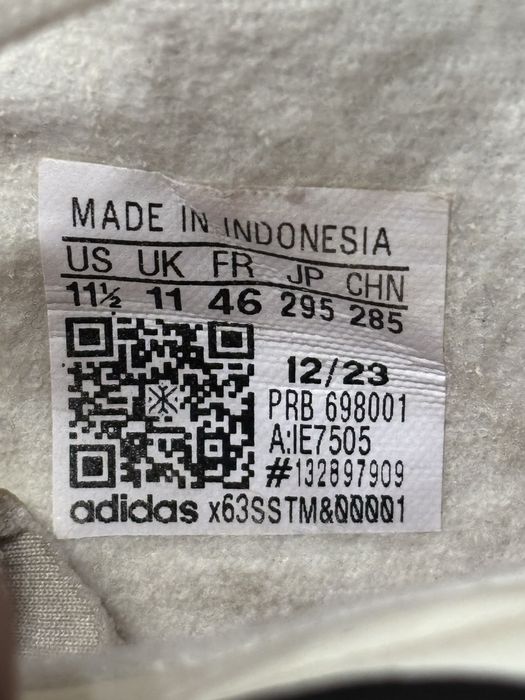 MADE IN INDONESIA
US UK FR JP CHN
11½ 11 46 295 285
12/23
PRB 698001
A:IE7505
#132897909
adidas x63SSTM&00001